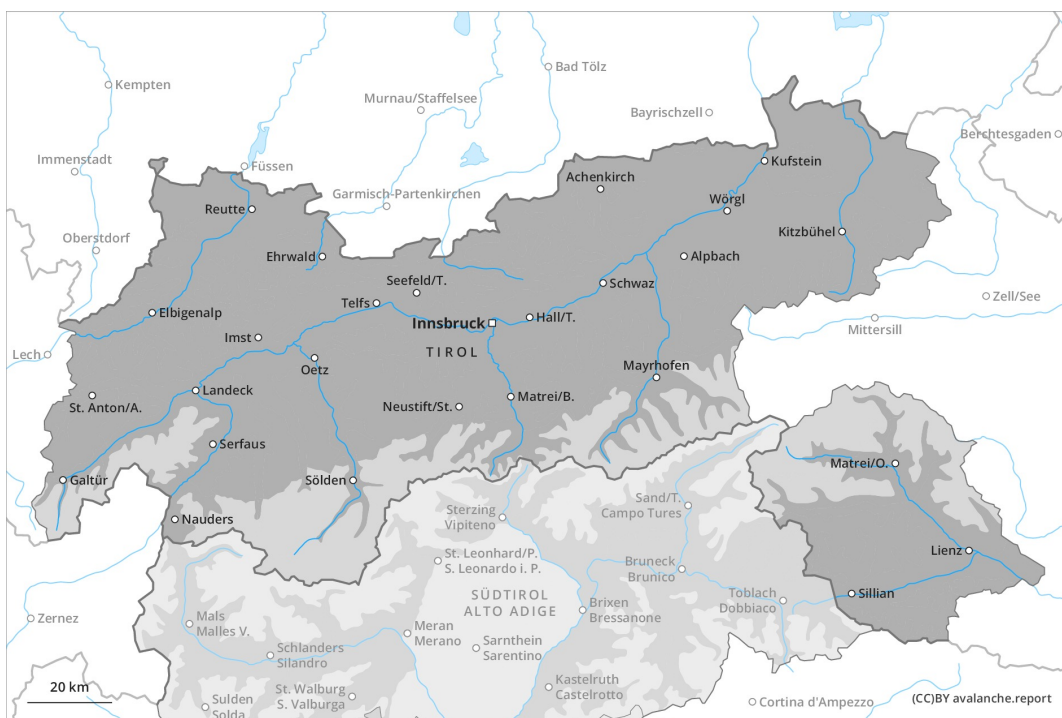 Kempten
Bad Tölz
Murnau/Staffelsee
Bayrischzell
Berchtesgaden
Immenstadt
Füssen
Kufstein
Achenkirch
Garmisch-Partenkirchen
Reutte
Wörgl
Kitzbühel
Oberstdorf
Ehrwald
Alpbach
Seefeld/T.
Schwaz
Zell/See
Telfs
Elbigenalp
Innsbruck
Hall/T.
Mittersill
Imst
TIROL
Lech
Oetz
Mayrhofen
Landeck
St. Anton/A.
Neustift/St.
Matrei/B.
Serfaus
Matrei/O.
Galtür
Sölden
Sand/T.
Campo Tures
Sterzing
Vipiteno
Nauders
St. Leonhard/P.
S. Leonardo i. P.
Lienz
Bruneck
Brunico
SÜDTIROL
ALTO ADIGE
Sillian
Toblach
Dobbiaco
Brixen
Bressanone
Zernez
Mals
Malles V.
Meran
Merano
Sarnthein
Sarentino
Schlanders
Silandro
Kastelruth
Castelrotto
20 km
St. Walburg
S. Valburga
Sulden
Solda
Cortina d'Ampezzo
(CC)BY avalanche.report